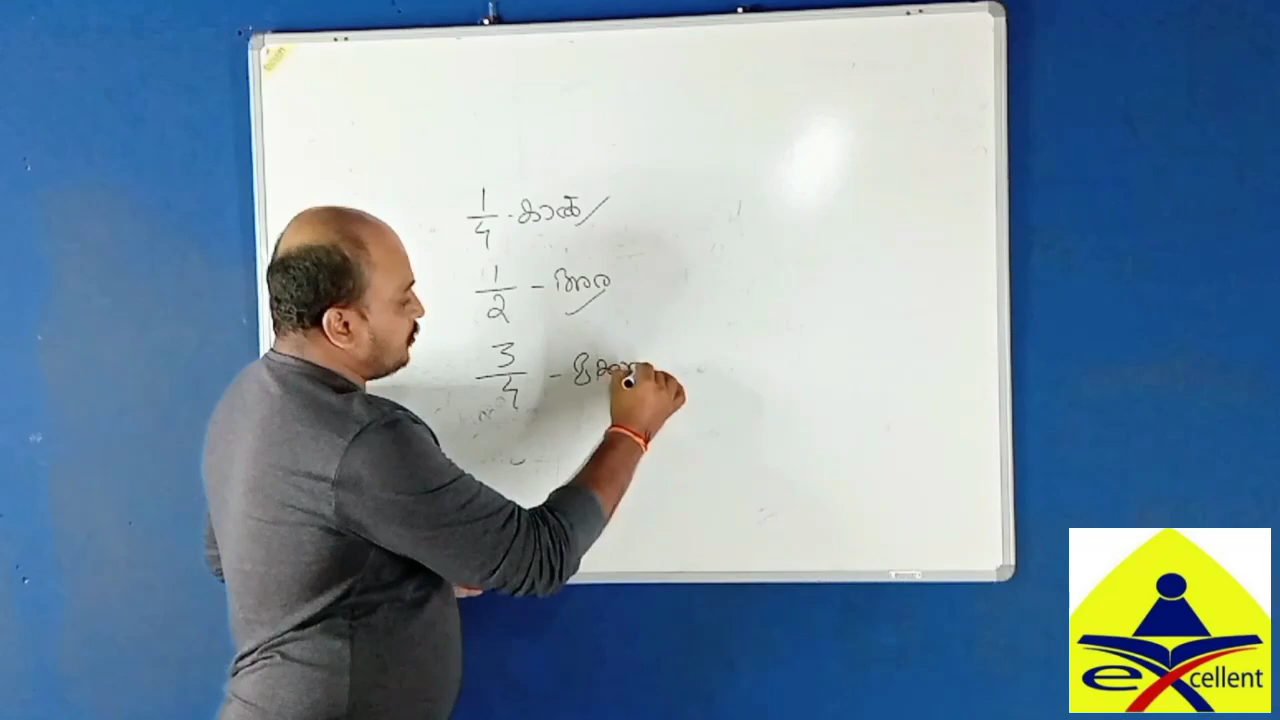 1/4 - കാൽ
1/2 - അര
3/4 -
excellent